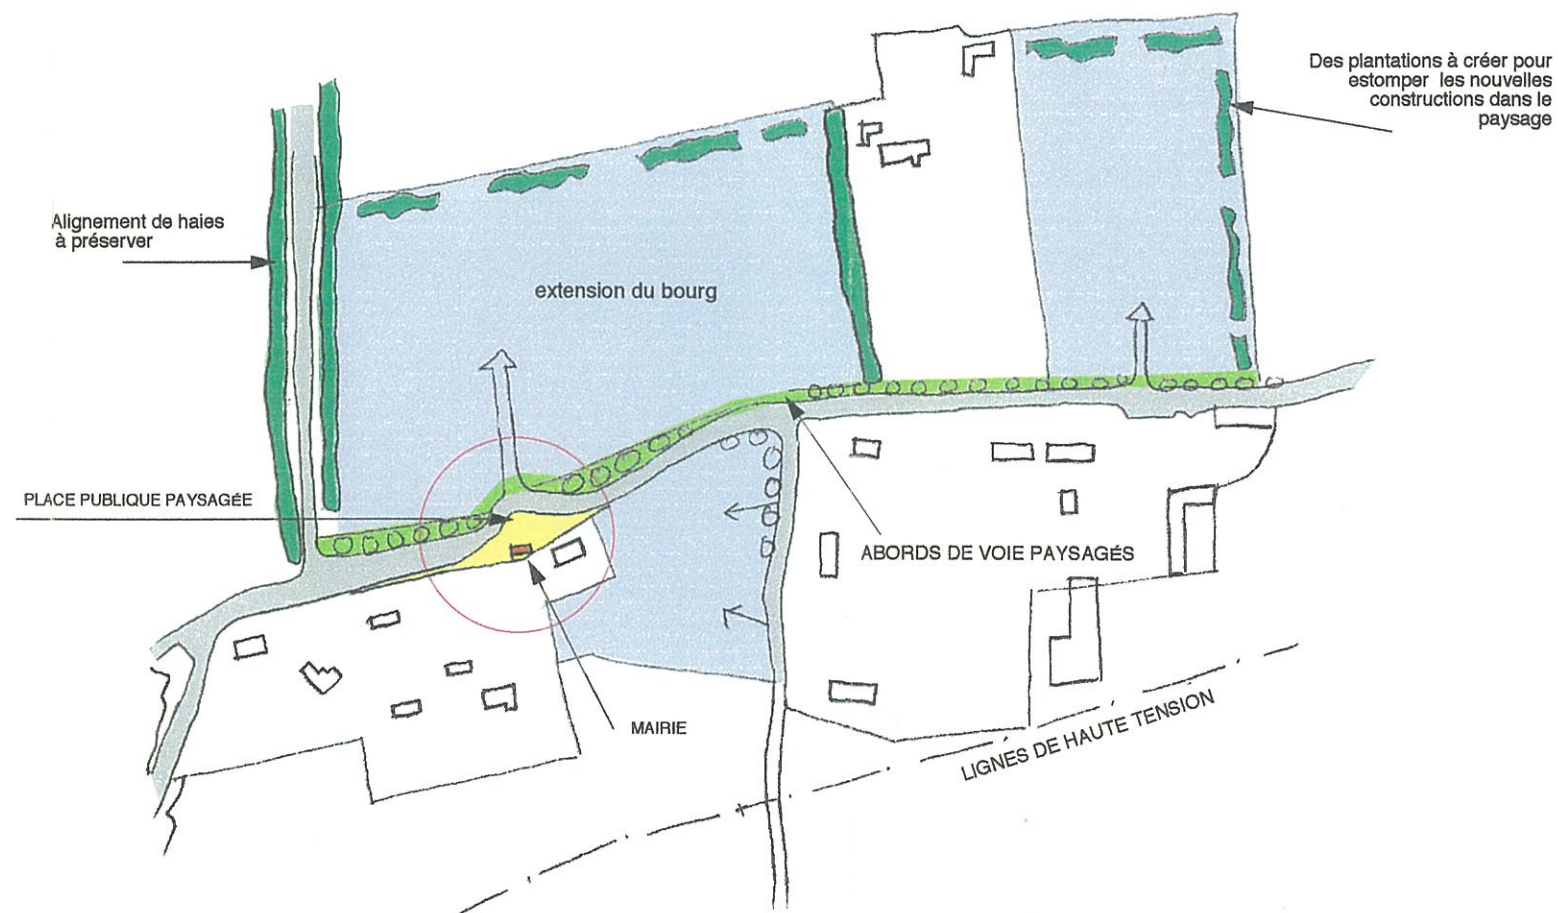 Des plantations à créer pour
estomper les nouvelles
constructions dans le
paysage
Alignement de haies
à préserver
extension du bourg
PLACE PUBLIQUE PAYSAGÉE
ABORDS DE VOIE PAYSAGÉS
MAIRIE
LIGNES DE HAUTE TENSION